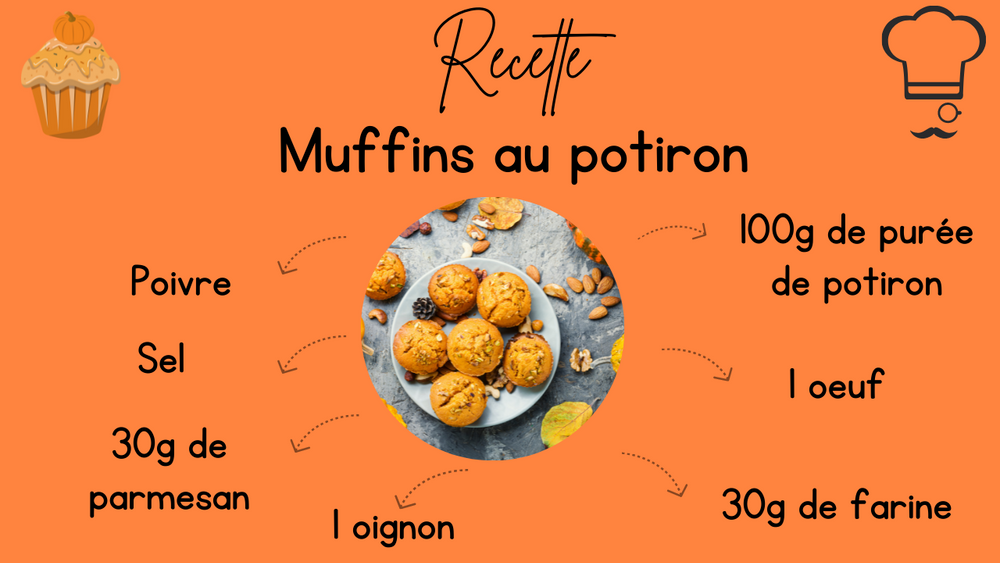 Recette
Muffins au potiron
100g de purée
de potiron
Poivre
Sel
1 oeuf
30g de
parmesan
30g de farine
1 oignon